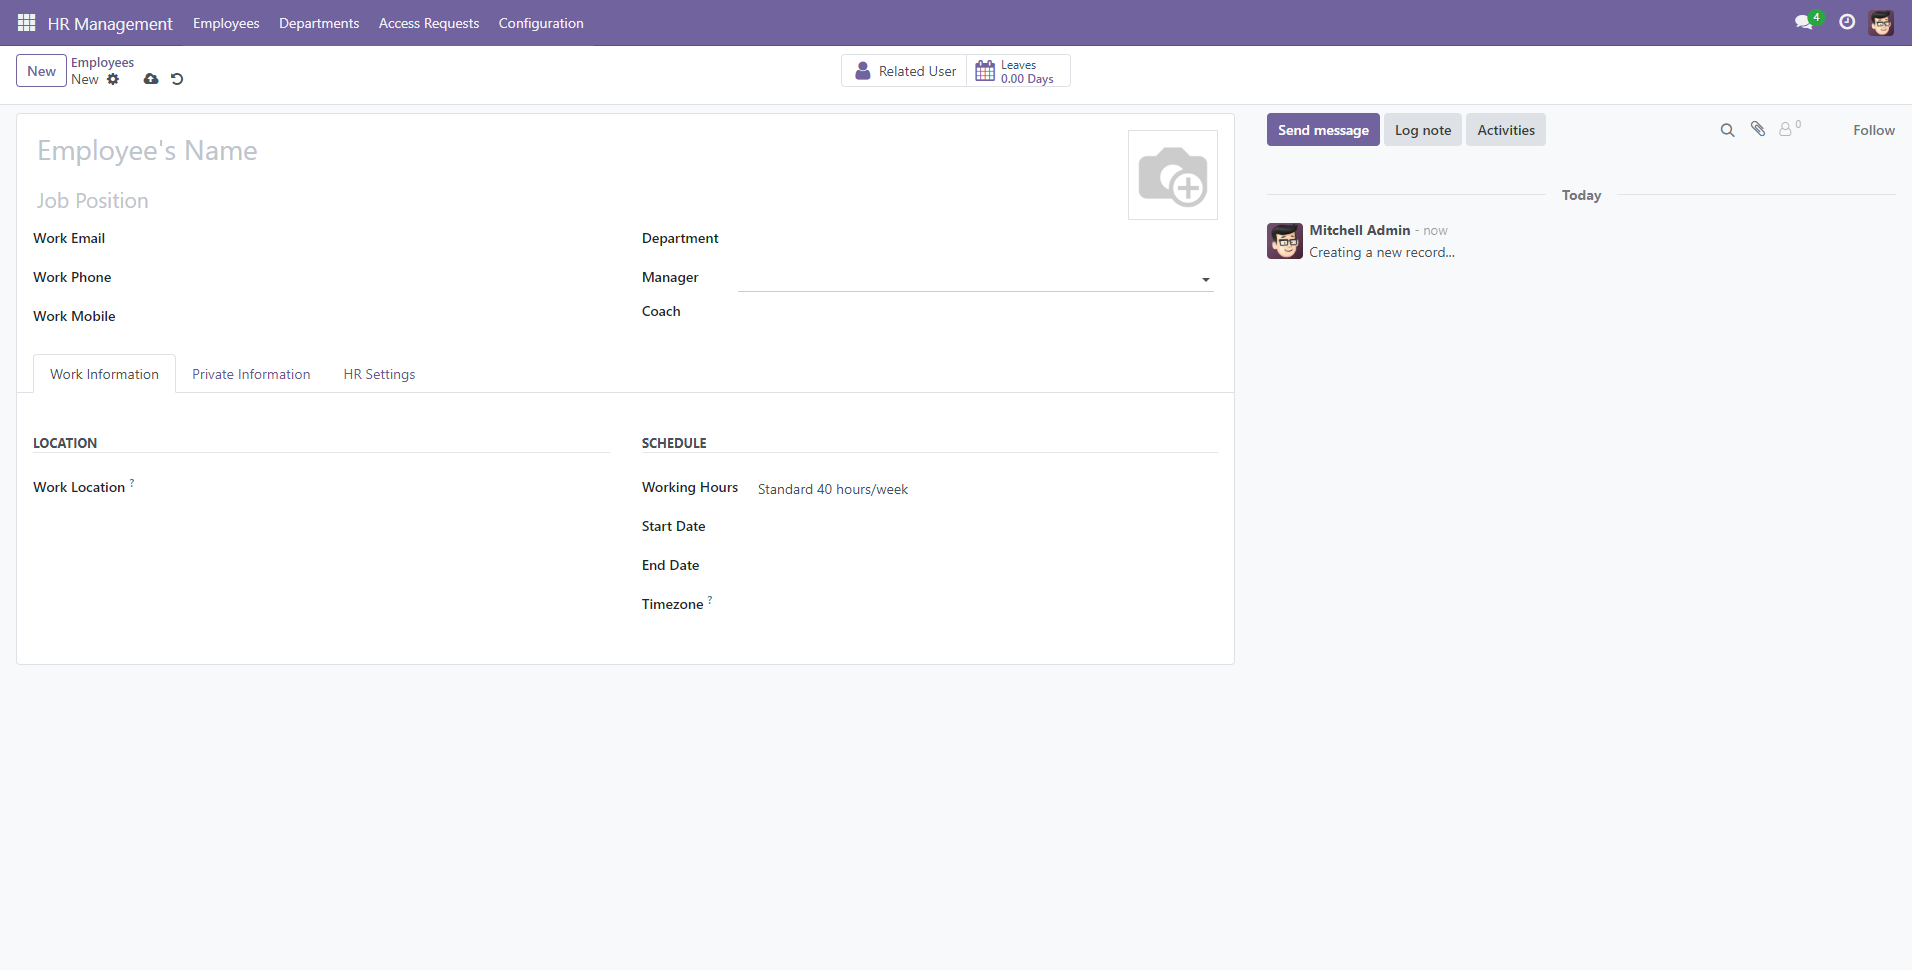 HR Management Employees Departments Access Requests Configuration 4
New Employees
New
Related User Leaves
0.00 Days
Employee's Name
Job Position
Work Email
Work Phone
Work Mobile
Department
Manager
Coach
Work Information Private Information HR Settings
LOCATION
Work Location ?
SCHEDULE
Working Hours Standard 40 hours/week
Start Date
End Date
Timezone ?
Send message Log note Activities 0 Follow
Today
Mitchell Admin - now
Creating a new record...